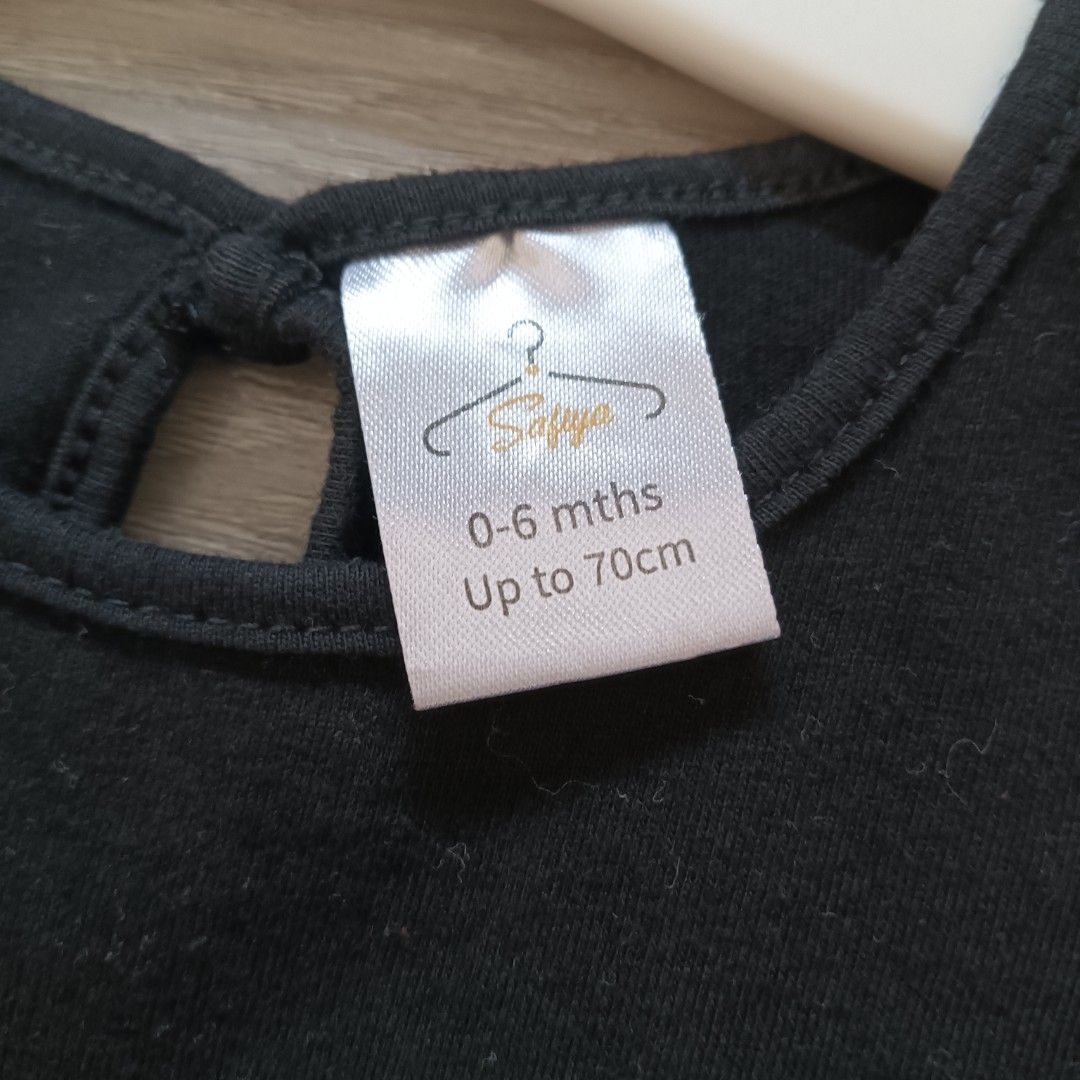 Safiya
0-6 mths
Up to 70cm